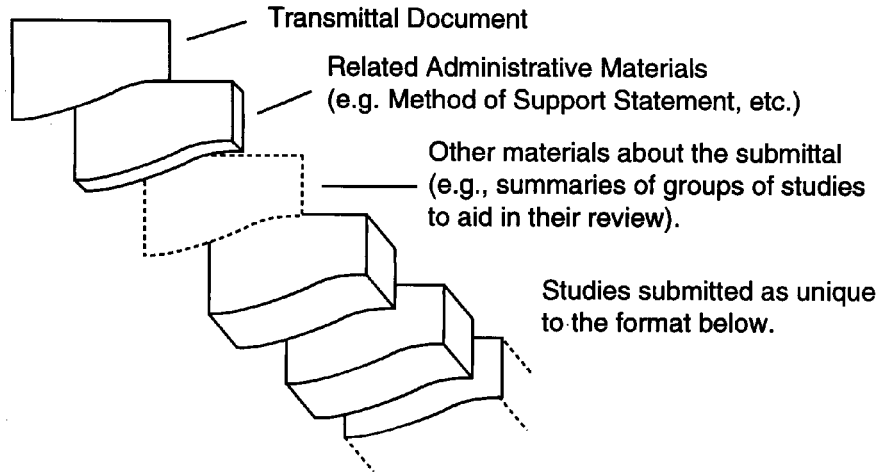 Transmittal Document
Related Administrative Materials
(e.g. Method of Support Statement, etc.)
Other materials about the submittal
(e.g., summaries of groups of studies
to aid in their review).
Studies submitted as unique
to the format below.